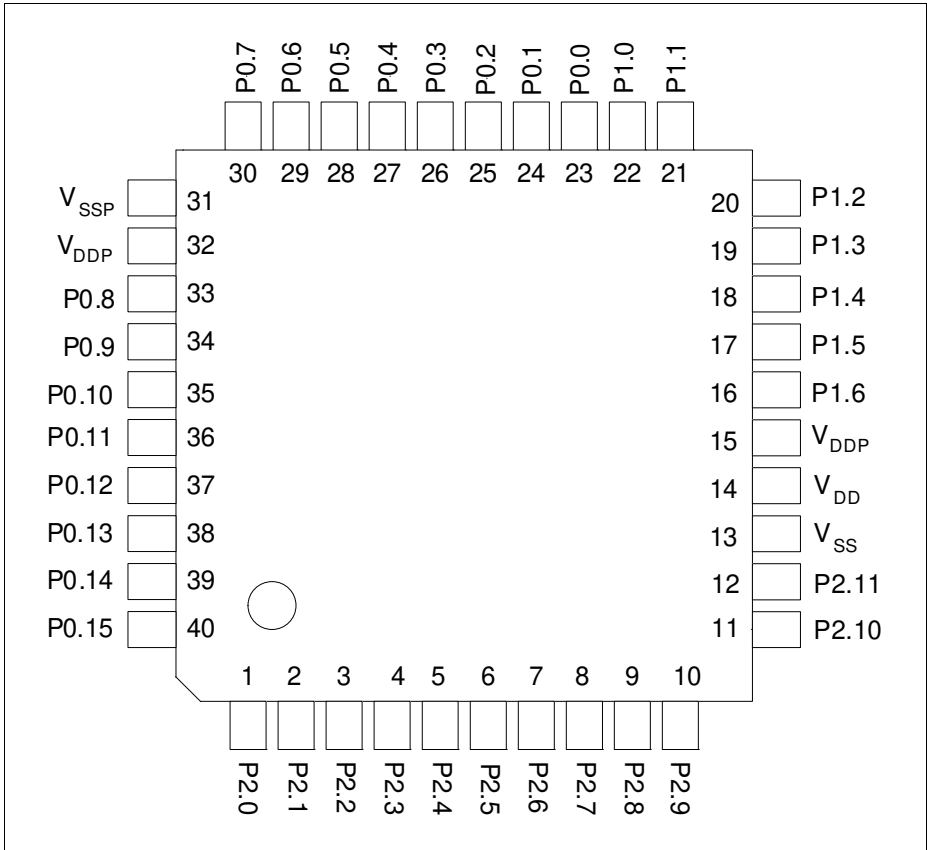 P0.7 P0.6 P0.5 P0.4 P0.3 P0.2 P0.1 P0.0 P1.0 P1.1
30 29 28 27 26 25 24 23 22 21
VSSP 31 20 P1.2
VDDP 32 19 P1.3
P0.8 33 18 P1.4
P0.9 34 17 P1.5
P0.10 35 16 P1.6
P0.11 36 15 VDDP
P0.12 37 14 VDD
P0.13 38 13 VSS
P0.14 39 12 P2.11
P0.15 40 11 P2.10
1 2 3 4 5 6 7 8 9 10
P2.0 P2.1 P2.2 P2.3 P2.4 P2.5 P2.6 P2.7 P2.8 P2.9